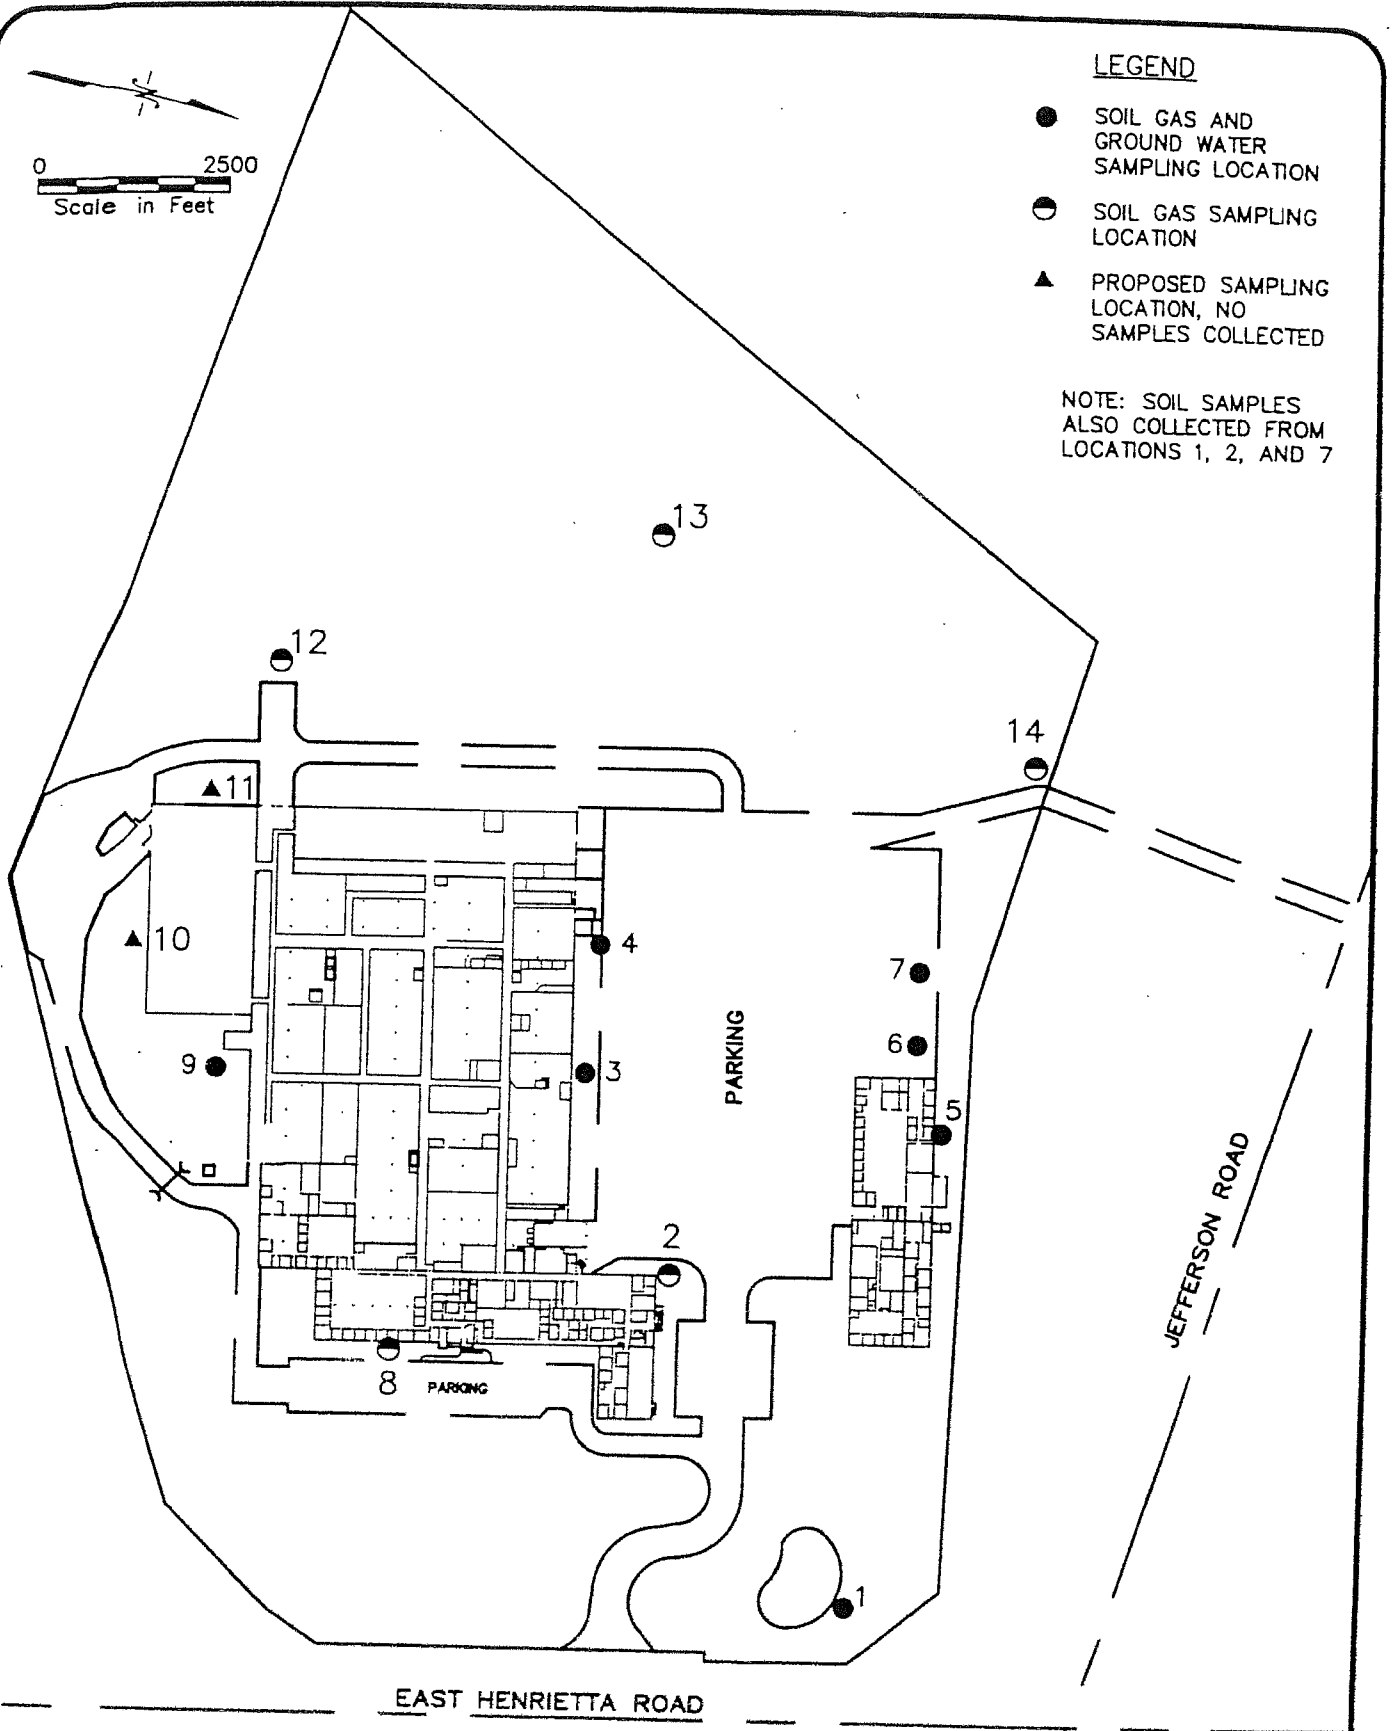 LEGEND
SOIL GAS AND
GROUND WATER
SAMPLING LOCATION
SOIL GAS SAMPLING
LOCATION
PROPOSED SAMPLING
LOCATION, NO
SAMPLES COLLECTED
NOTE: SOIL SAMPLES
ALSO COLLECTED FROM
LOCATIONS 1, 2, AND 7
N
0 2500
Scale in Feet
13
12
14
11
10
4
7
PARKING
6
9
3
5
JEFFERSON ROAD
2
8
PARKING
1
EAST HENRIETTA ROAD